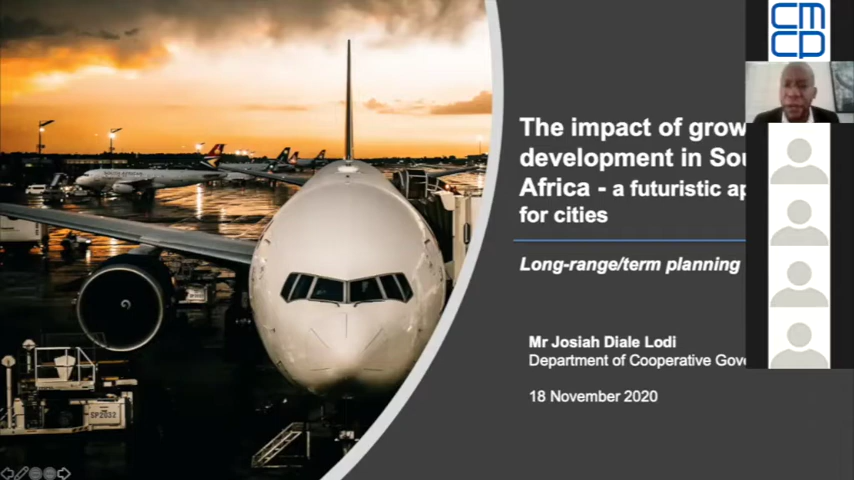 The impact of grow
development in Sou
Africa - a futuristic ap
for cities
Long-range/term planning
Mr Josiah Diale Lodi
Department of Cooperative Gove
18 November 2020
cmcp
SP2032